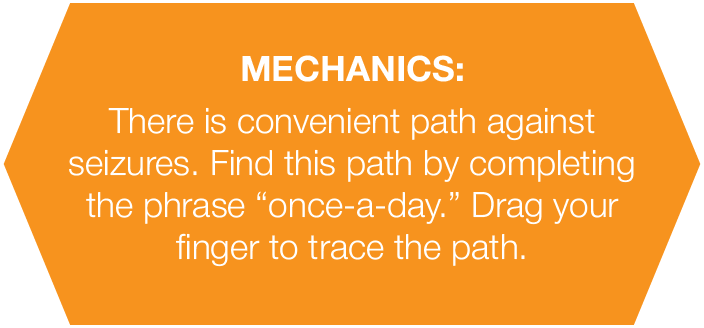 MECHANICS:
There is convenient path against
seizures. Find this path by completing
the phrase “once-a-day.” Drag your
finger to trace the path.